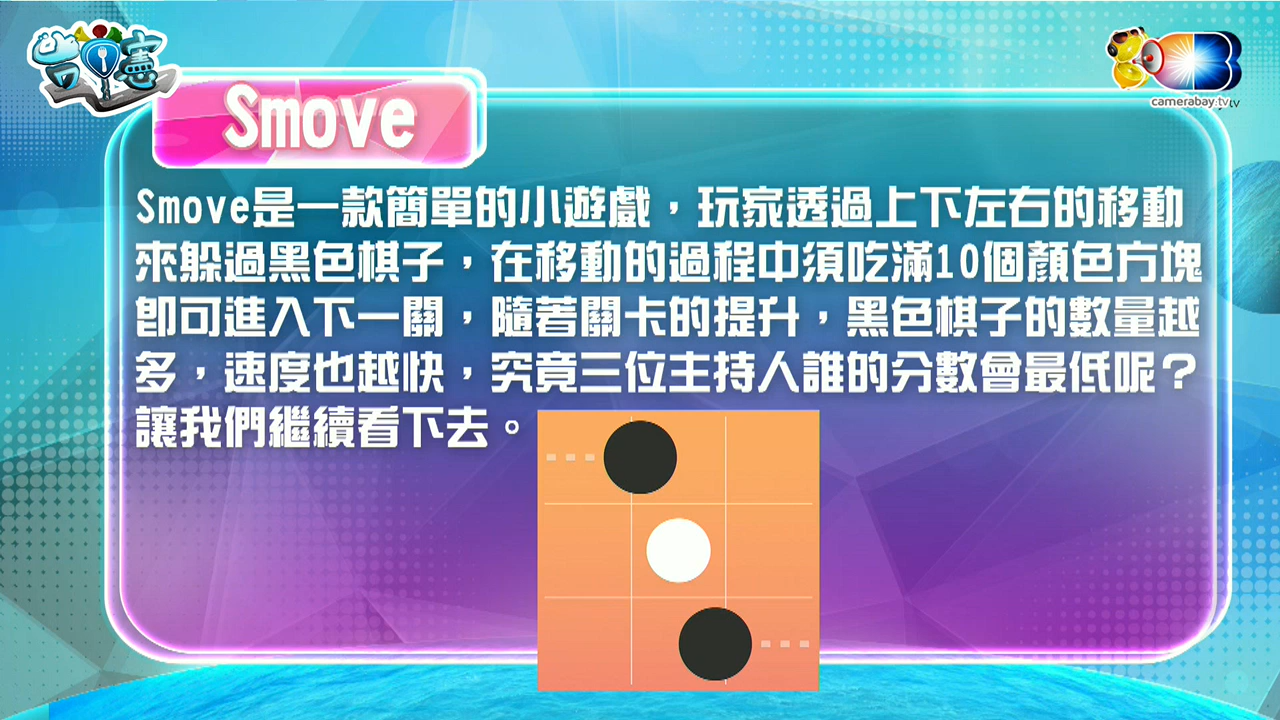 camerabay.tv
Smove
Smove是一款簡單的小遊戲，玩家透過上下左右的移動
來躲過黑色棋子，在移動的過程中須吃滿10個顏色方塊
即可進入下一關，隨著關卡的提升，黑色棋子的數量越
多，速度也越快，究竟三位主持人誰的分數會最低呢？
讓我們繼續看下去。